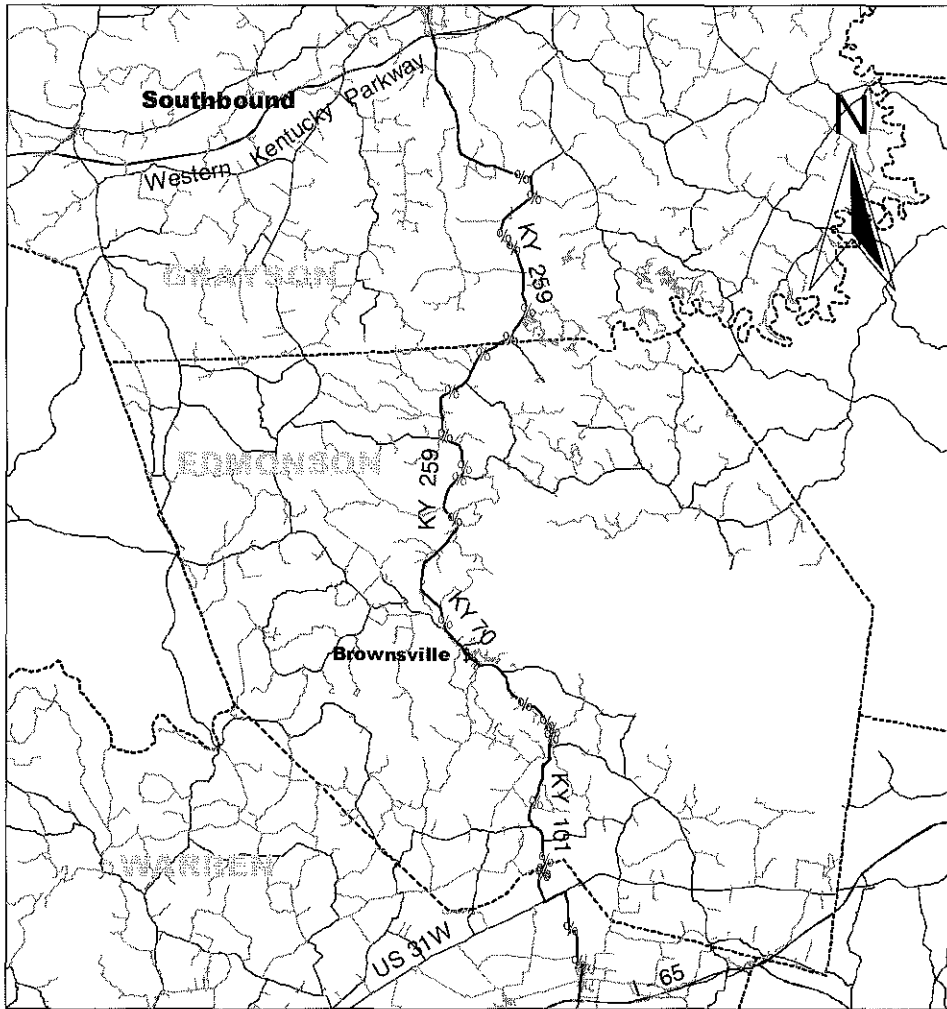 N
Southbound
Western Kentucky Parkway
KY 259
GRAYSON
EDMONSON
KY 259
KY 70
Brownsville
KY 101
WARREN
US 31W
I 65